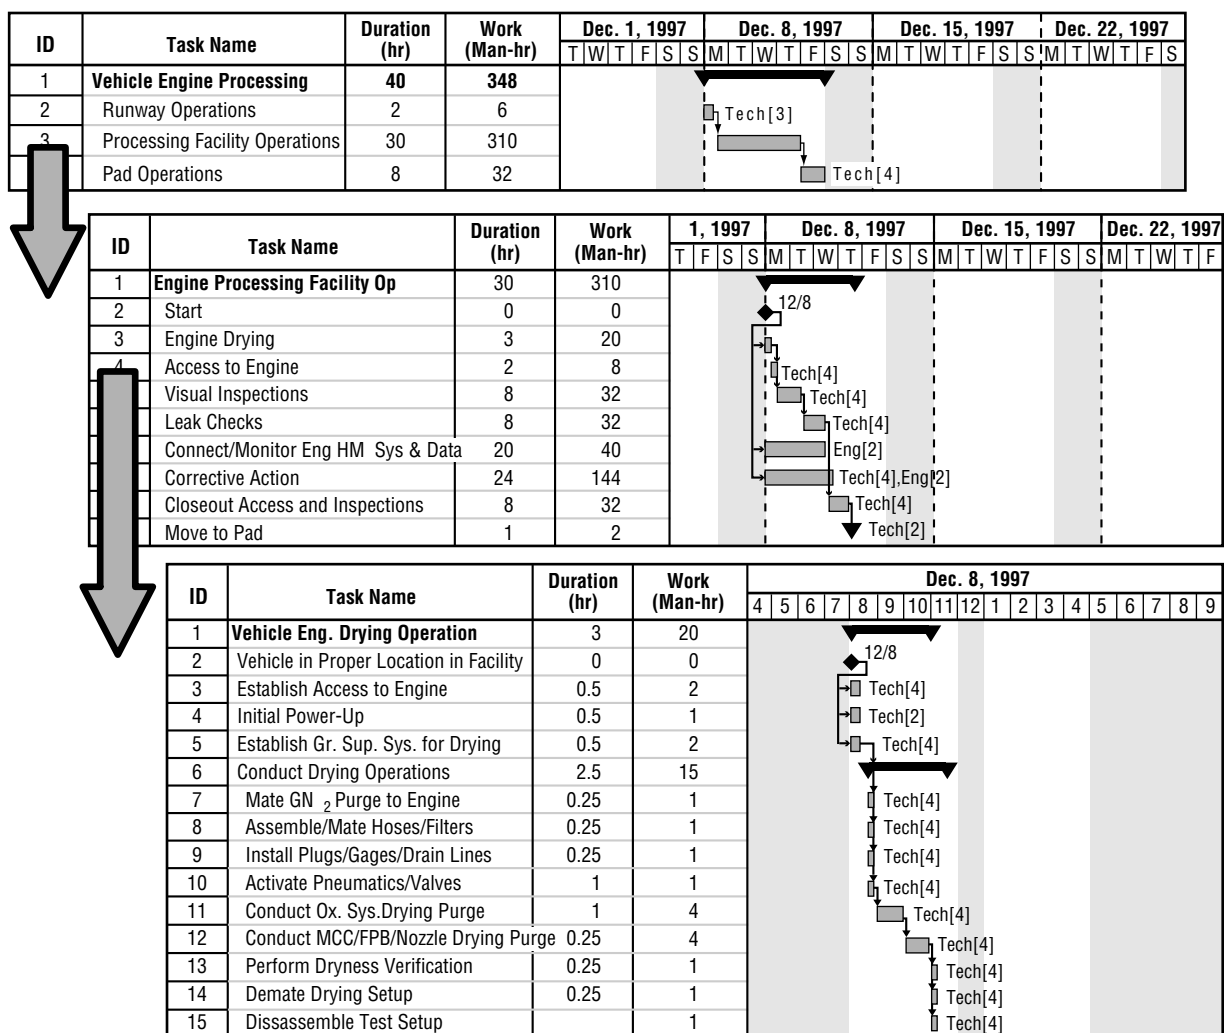 ID Task Name Duration (hr) Work (Man-hr) Dec. 1, 1997 Dec. 8, 1997 Dec. 15, 1997 Dec. 22, 1997
T W T F S S M T W T F S S M T W T F S S M T W T F S
1 Vehicle Engine Processing 40 348
2 Runway Operations 2 6 Tech[3]
3 Processing Facility Operations 30 310
Pad Operations 8 32 Tech[4]
ID Task Name Duration (hr) Work (Man-hr) 1, 1997 Dec. 8, 1997 Dec. 15, 1997 Dec. 22, 1997
T F S S M T W T F S S M T W T F S S M T W T F
1 Engine Processing Facility Op 30 310
2 Start 0 0 12/8
3 Engine Drying 3 20
4 Access to Engine 2 8 Tech[4]
Visual Inspections 8 32 Tech[4]
Leak Checks 8 32 Tech[4]
Connect/Monitor Eng HM Sys & Data 20 40 Eng[2]
Corrective Action 24 144 Tech[4],Eng[2]
Closeout Access and Inspections 8 32 Tech[4]
Move to Pad 1 2 Tech[2]
ID Task Name Duration (hr) Work (Man-hr) Dec. 8, 1997
4 5 6 7 8 9 10 11 12 1 2 3 4 5 6 7 8 9
1 Vehicle Eng. Drying Operation 3 20
2 Vehicle in Proper Location in Facility 0 0 12/8
3 Establish Access to Engine 0.5 2 Tech[4]
4 Initial Power-Up 0.5 1 Tech[2]
5 Establish Gr. Sup. Sys. for Drying 0.5 2 Tech[4]
6 Conduct Drying Operations 2.5 15
7 Mate GN 2 Purge to Engine 0.25 1 Tech[4]
8 Assemble/Mate Hoses/Filters 0.25 1 Tech[4]
9 Install Plugs/Gages/Drain Lines 0.25 1 Tech[4]
10 Activate Pneumatics/Valves 1 1 Tech[4]
11 Conduct Ox. Sys.Drying Purge 1 4 Tech[4]
12 Conduct MCC/FPB/Nozzle Drying Purge 0.25 4 Tech[4]
13 Perform Dryness Verification 0.25 1 Tech[4]
14 Demate Drying Setup 0.25 1 Tech[4]
15 Dissassemble Test Setup 1 Tech[4]